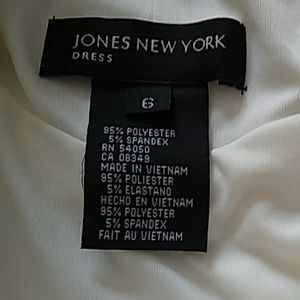 JONES NEW YORK
DRESS
6
95% POLYESTER
5% SPANDEX
RN 54050
CA 08349
MADE IN VIETNAM
95% POLIESTER
5% ELASTANO
HECHO EN VIETNAM
95% POLYESTER
5% SPANDEX
FAIT AU VIETNAM